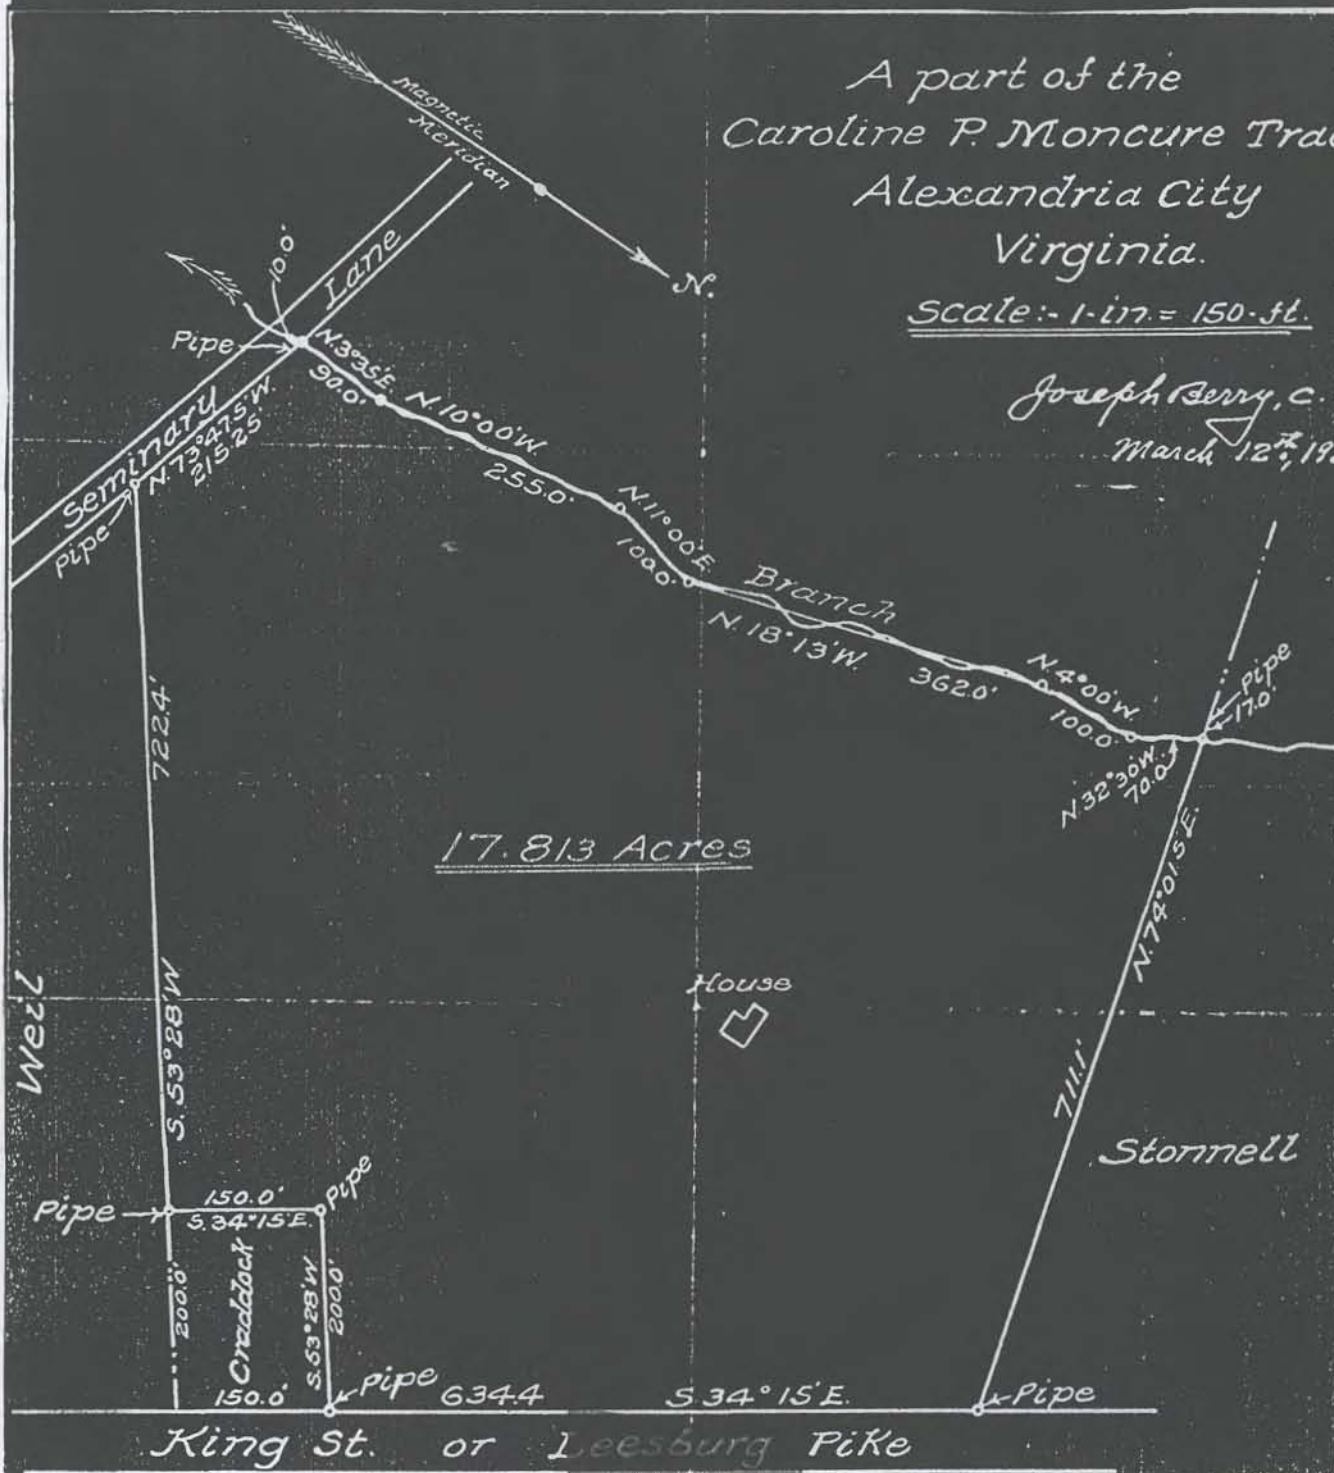 A part of the
Caroline P. Moncure
Alexandria City
Virginia.
Scale:- 1-in. = 150-ft.
Joseph Berry, C.
March 12th, 19
Magnetic
Meridian
N.
10.0'
Lane
Seminary
Pipe
N.3°35'E.
90.0'
N.10°00'W.
255.0'
N.73°47.5'W.
215.25
Pipe
N.11°00'E.
100.0'
Branch
N.18°13'W.
362.0'
N.4°00'W.
100.0'
Pipe
17.0'
N.32°30'W.
70.0'
722.4'
S.53°28'W
17.813 Acres
N.74°01.5'E.
711.1'
House
Weil
Stonnell
Pipe
150.0'
S.34°15'E.
Pipe
200.0'
Craddock
S.53°28'W
200.0'
150.0'
Pipe
634.4
S.34°15'E.
Pipe
King St. or Leesburg Pike